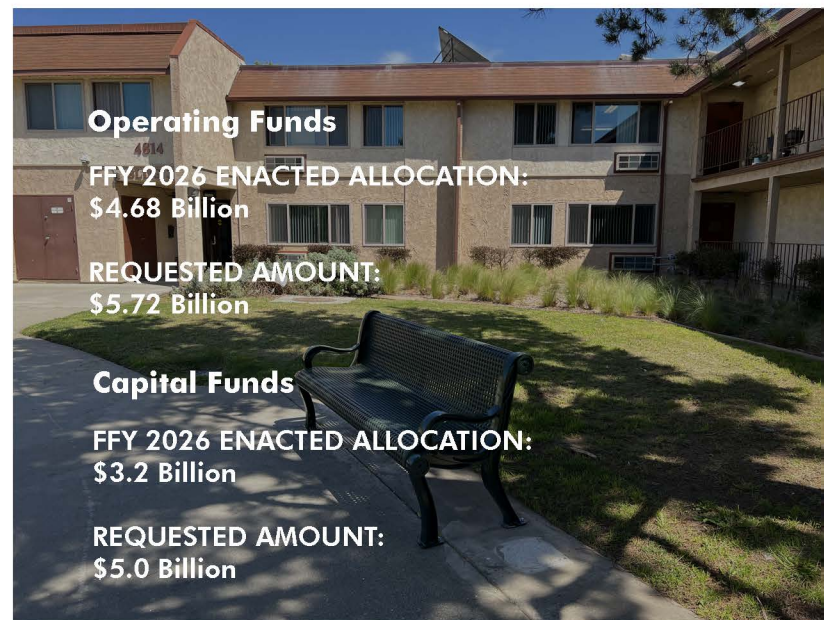 Operating Funds
4814
FFY 2026 ENACTED ALLOCATION:
$4.68 Billion
REQUESTED AMOUNT:
$5.72 Billion
Capital Funds
FFY 2026 ENACTED ALLOCATION:
$3.2 Billion
REQUESTED AMOUNT:
$5.0 Billion